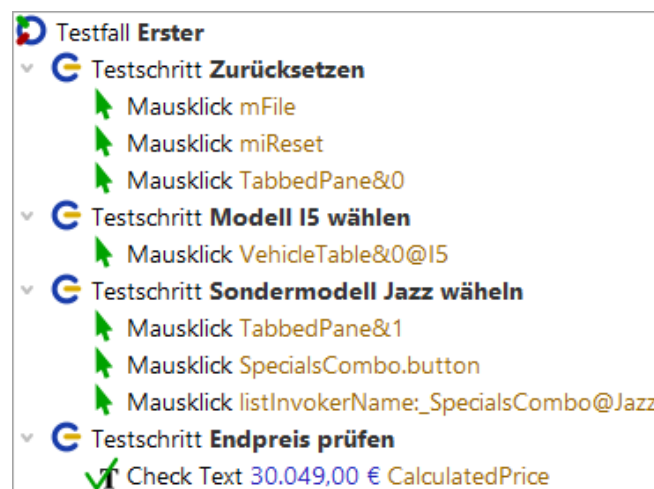 Testfall Erster
Testschritt Zurücksetzen
Mausklick mFile
Mausklick miReset
Mausklick TabbedPane&0
Testschritt Modell I5 wählen
Mausklick VehicleTable&0@I5
Testschritt Sondermodell Jazz wäheln
Mausklick TabbedPane&1
Mausklick SpecialsCombo.button
Mausklick listInvokerName:_SpecialsCombo@Jazz
Testschritt Endpreis prüfen
Check Text 30.049,00 € CalculatedPrice